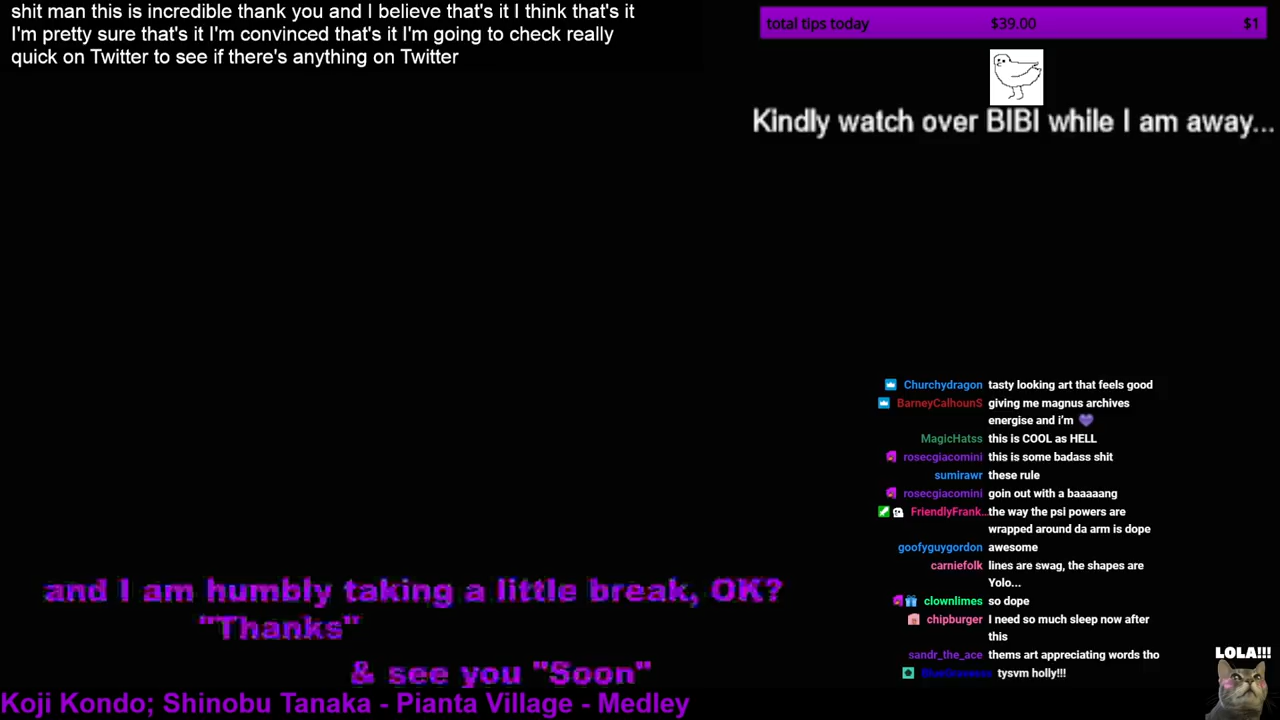 shit man this is incredible thank you and I believe that's it I think that's it
I'm pretty sure that's it I'm convinced that's it I'm going to check really
quick on Twitter to see if there's anything on Twitter
total tips today $39.00 $1
Kindly watch over BIBI while I am away...
Churchydragon tasty looking art that feels good
BarneyCalhounS giving me magnus archives
energise and i'm
MagicHatss this is COOL as HELL
rosecgiacomini this is some badass shit
sumirawr these rule
rosecgiacomini goin out with a baaaaang
FriendlyFrank... the way the psi powers are
wrapped around da arm is dope
goofyguygordon awesome
carniefolk lines are swag, the shapes are
Yolo...
clownlimes so dope
chipburger I need so much sleep now after
this
sandr_the_ace thems art appreciating words tho
tysvm holly!!!
and I am humbly taking a little break, OK?
"Thanks"
& see you "Soon"
LOLA!!!
Koji Kondo; Shinobu Tanaka - Pianta Village - Medley